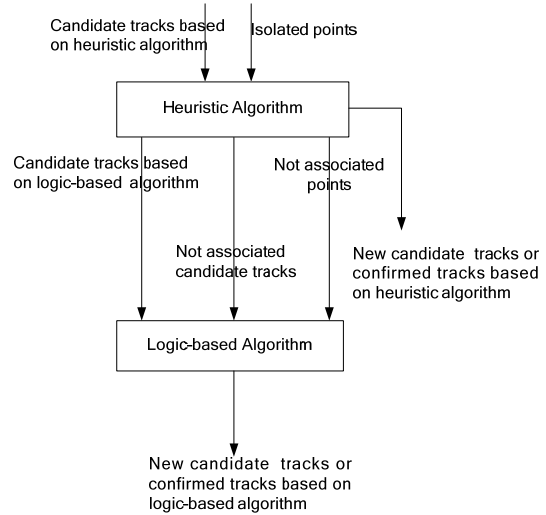 Candidate tracks based
on heuristic algorithm
Isolated points
Heuristic Algorithm
Candidate tracks based
on logic-based algorithm
Not associated
points
Not associated
candidate tracks
New candidate tracks or
confirmed tracks based
on heuristic algorithm
Logic-based Algorithm
New candidate tracks or
confirmed tracks based on
logic-based algorithm